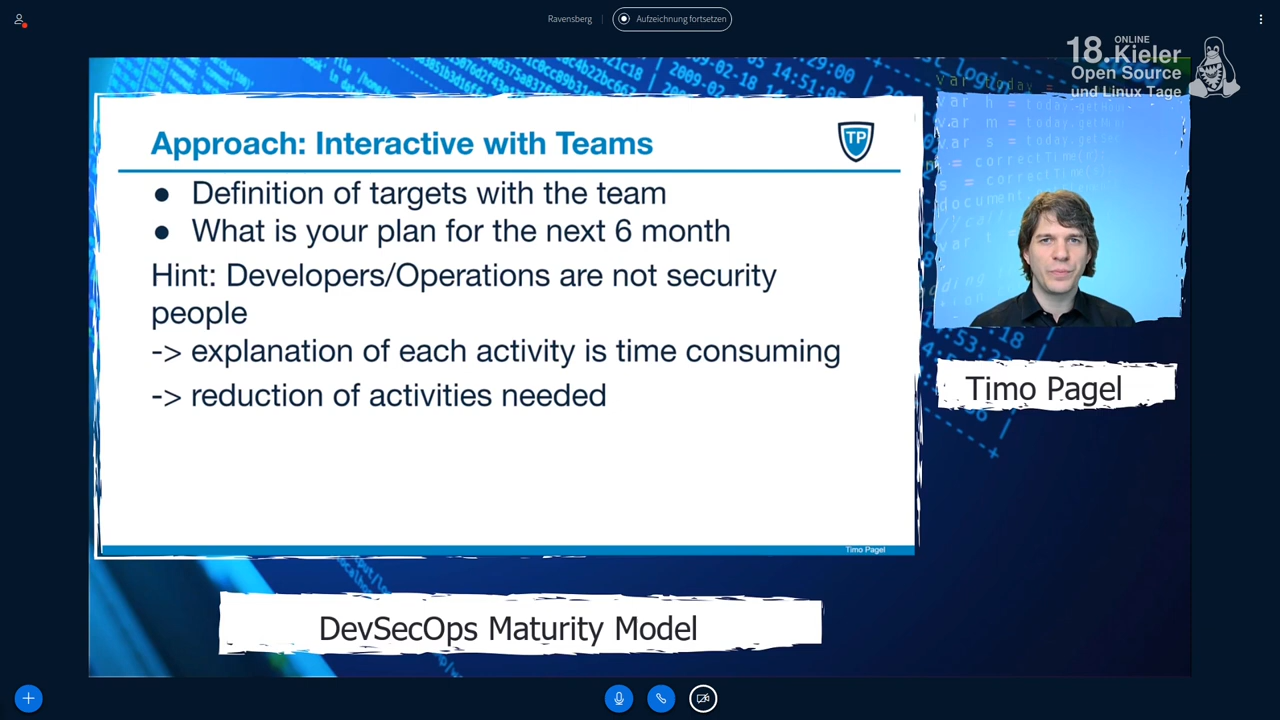 Ravensberg
Aufzeichnung fortsetzen
ONLINE
18.Kieler
Open Source
und Linux Tage
Approach: Interactive with Teams
TP
● Definition of targets with the team
● What is your plan for the next 6 month
Hint: Developers/Operations are not security
people
-> explanation of each activity is time consuming
-> reduction of activities needed
Timo Pagel
Timo Pagel
DevSecOps Maturity Model